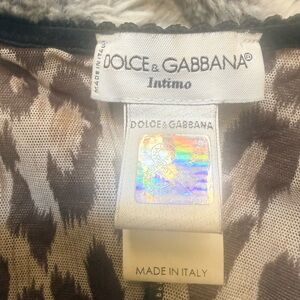 DOLCE & GABBANA®
Intimo
MADE IN ITALY
DOLCE & GABBANA
MADE IN ITALY